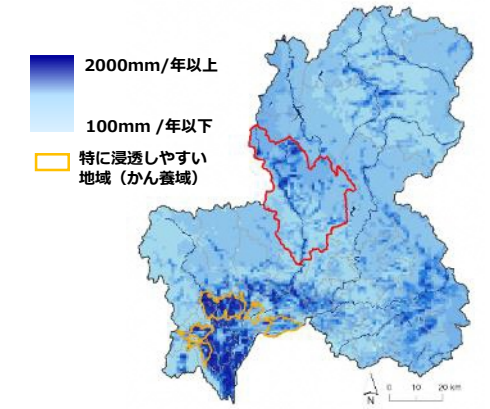 2000mm/年以上
100mm /年以下
特に浸透しやすい
地域（かん養域）
0 10 20 km
N